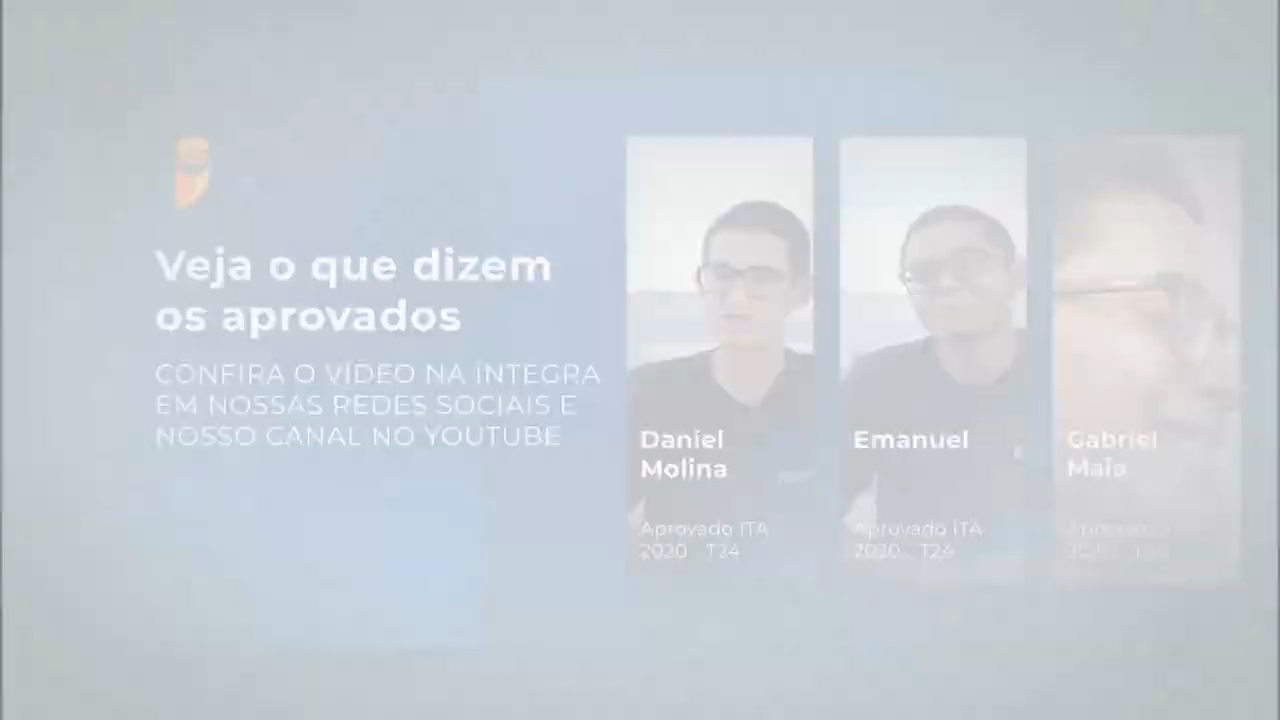 Veja o que dizem
os aprovados
CONFIRA O VÍDEO NA ÍNTEGRA
EM NOSSAS REDES SOCIAIS E
NOSSO CANAL NO YOUTUBE
Daniel
Molina
Aprovado ITA
2020 - T24
Emanuel
Aprovado ITA
2020 - T24
Gabriel
Maia